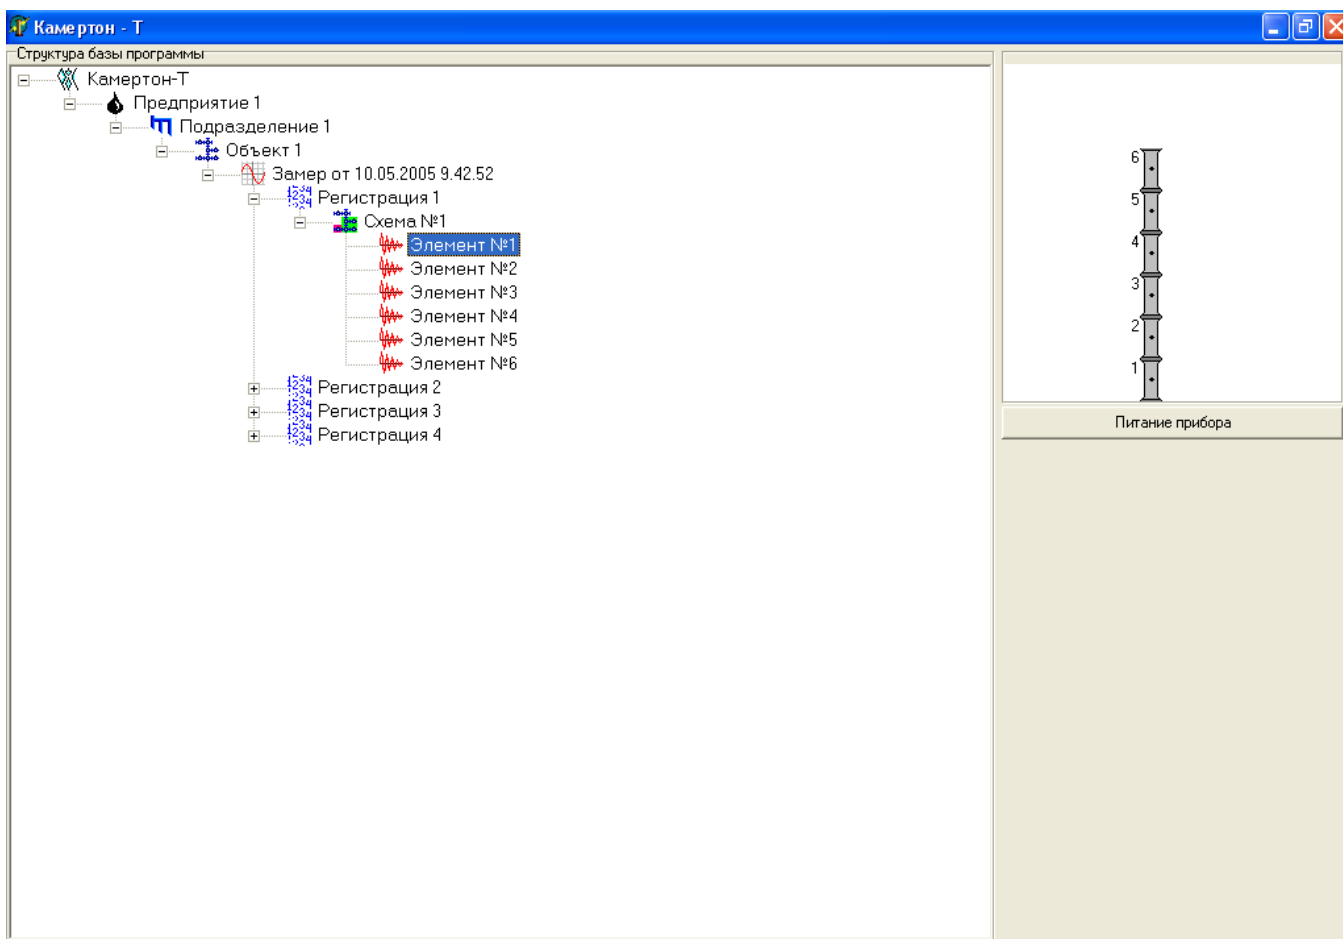 Камертон - Т
Структура базы программы
Камертон-Т
Предприятие 1
Подразделение 1
Объект 1
Замер от 10.05.2005 9.42.52
Регистрация 1
Схема №1
Элемент №1
Элемент №2
Элемент №3
Элемент №4
Элемент №5
Элемент №6
Регистрация 2
Регистрация 3
Регистрация 4
6
5
4
3
2
1
Питание прибора